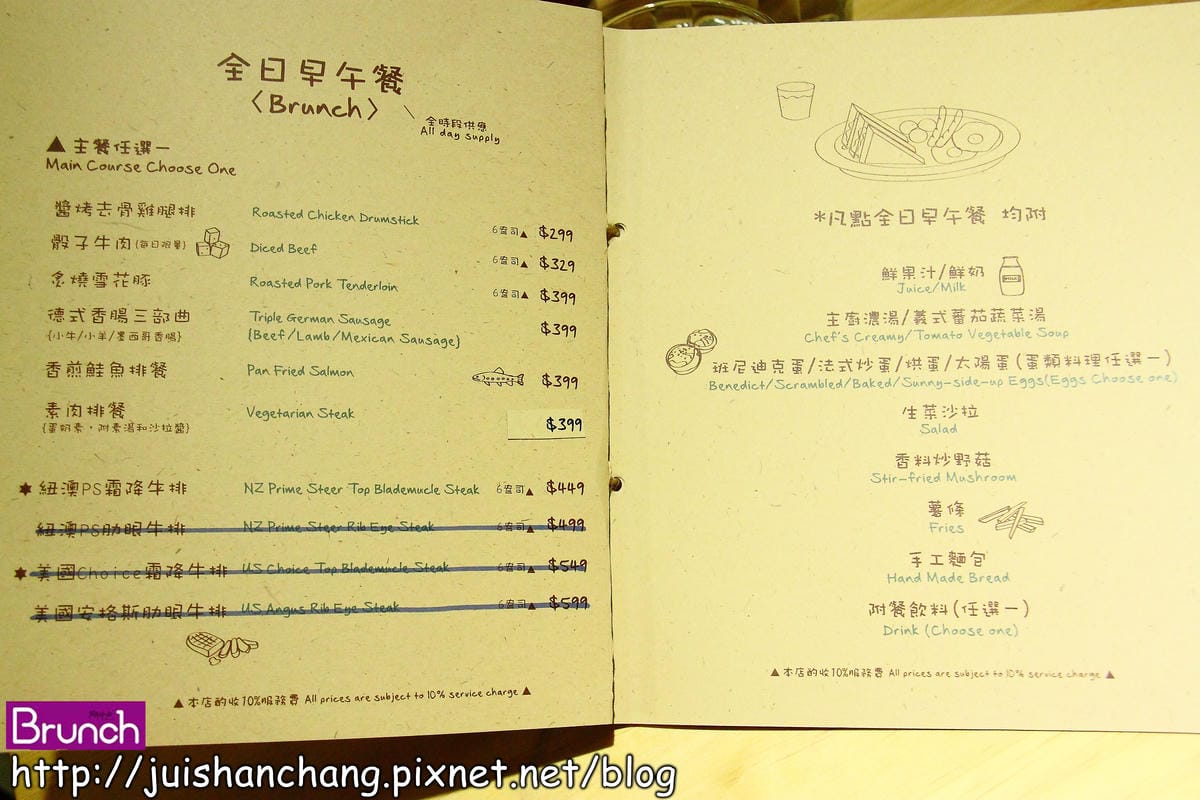 全日早午餐
〈Brunch〉
全時段供應
All day supply
▲主餐任選一
Main Course Choose One
醬烤去骨雞腿排 Roasted Chicken Drumstick 6盎司▲ $299
骰子牛肉{每日限量} Diced Beef 6盎司▲ $329
炙燒雪花豚 Roasted Pork Tenderloin 6盎司▲ $399
德式香腸三部曲 Triple German Sausage $399
{小牛/小羊/墨西哥香腸} {Beef/Lamb/Mexican Sausage}
香煎鮭魚排餐 Pan Fried Salmon $399
素肉排餐 Vegetarian Steak $399
{蛋奶素，附素湯和沙拉醬}
✶紐澳PS霜降牛排 NZ Prime Steer Top Blademucle Steak 6盎司▲ $449
紐澳PS肋眼牛排 NZ Prime Steer Rib Eye Steak 6盎司▲ $499
✶美國Choice霜降牛排 US Choice Top Blademucle Steak 6盎司▲ $549
美國安格斯肋眼牛排 US Angus Rib Eye Steak 6盎司▲ $599
▲本店酌收10%服務費 All prices are subject to 10% service charge▲
*凡點全日早午餐 均附
鮮果汁/鮮奶
Juice/Milk
MILK
主廚濃湯/義式蕃茄蔬菜湯
Chef's Creamy/Tomato Vegetable Soup
班尼迪克蛋/法式炒蛋/烘蛋/太陽蛋(蛋類料理任選一)
Benedict/Scrambled/Baked/Sunny-side-up Eggs(Eggs Choose one)
生菜沙拉
Salad
香料炒野菇
Stir-fried Mushroom
薯條
Fries
手工麵包
Hand Made Bread
附餐飲料(任選一)
Drink (Choose one)
▲本店酌收10%服務費 All prices are subject to 10% service charge▲
Brunch
http://juishanchang.pixnet.net/blog